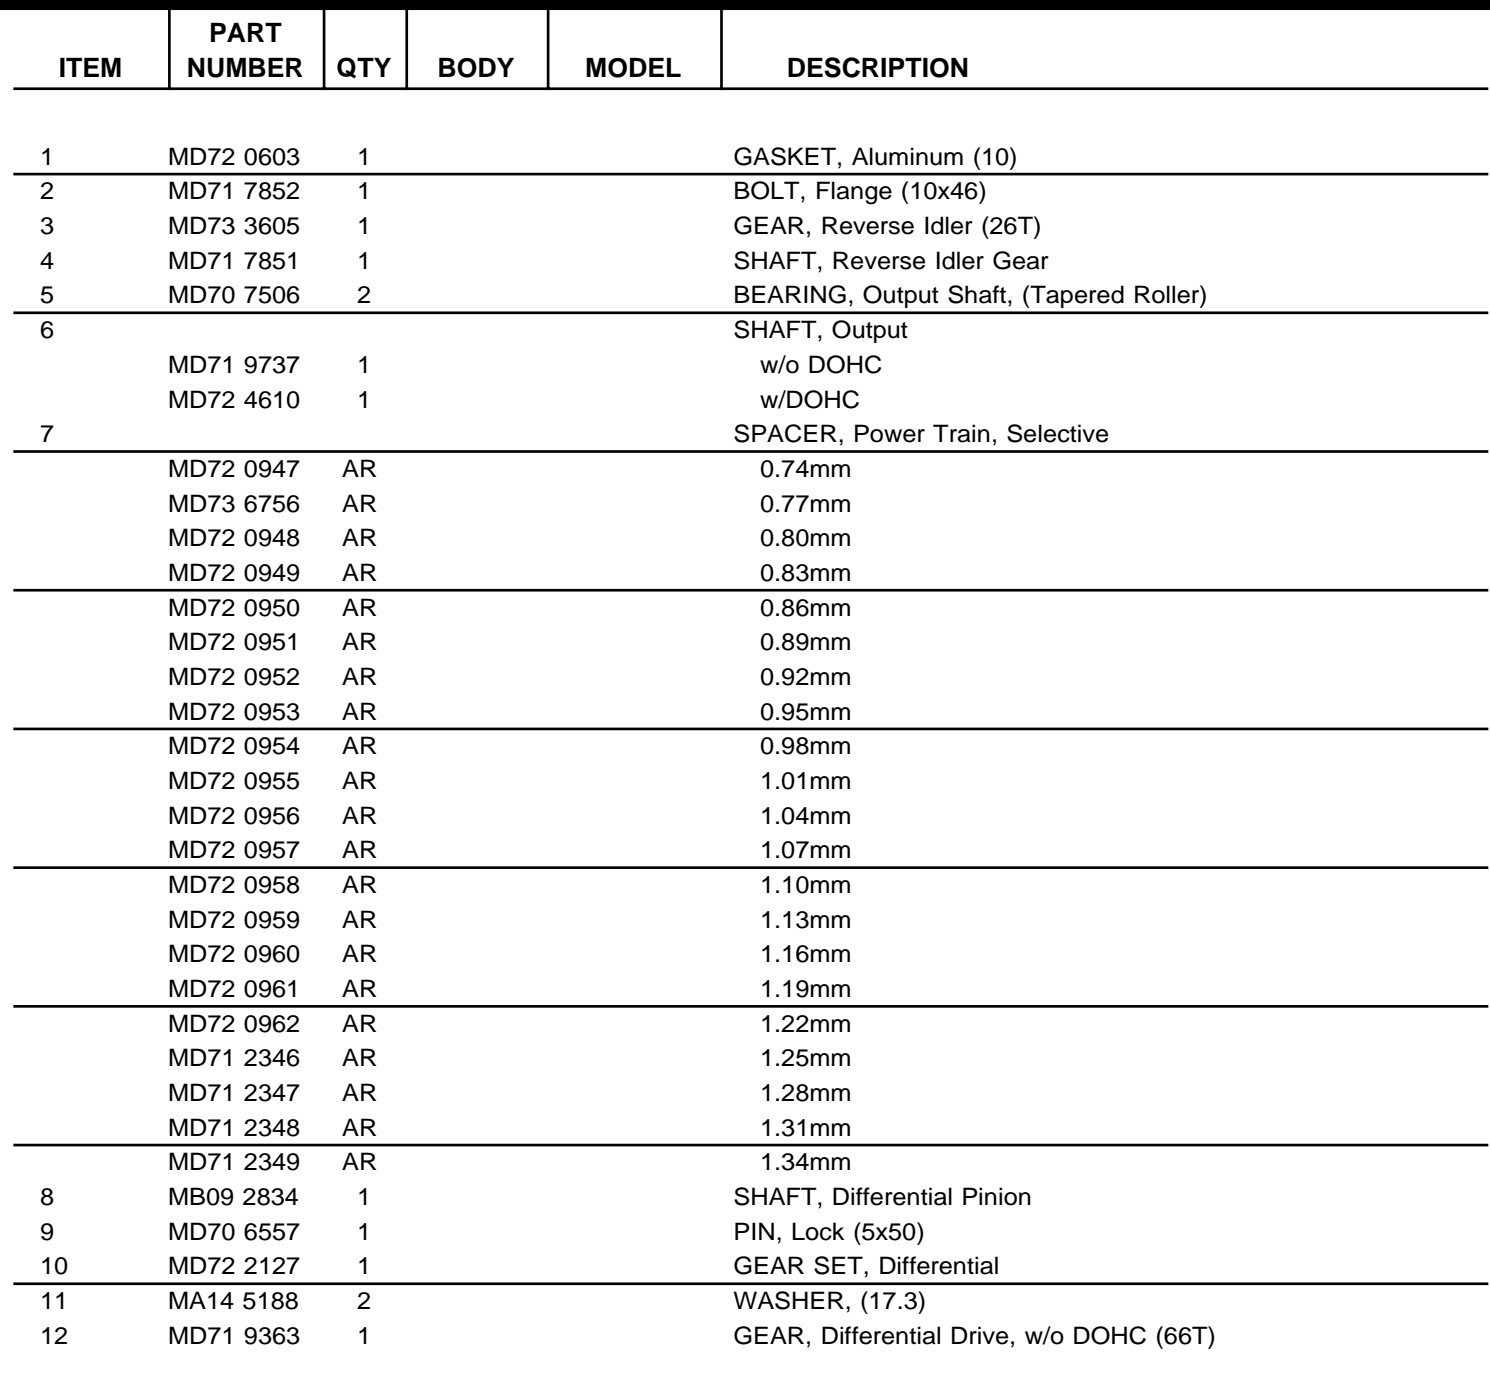 PART
ITEM NUMBER QTY BODY MODEL DESCRIPTION
1 MD72 0603 1 GASKET, Aluminum (10)
2 MD71 7852 1 BOLT, Flange (10x46)
3 MD73 3605 1 GEAR, Reverse Idler (26T)
4 MD71 7851 1 SHAFT, Reverse Idler Gear
5 MD70 7506 2 BEARING, Output Shaft, (Tapered Roller)
6 SHAFT, Output
MD71 9737 1 w/o DOHC
MD72 4610 1 w/DOHC
7 SPACER, Power Train, Selective
MD72 0947 AR 0.74mm
MD73 6756 AR 0.77mm
MD72 0948 AR 0.80mm
MD72 0949 AR 0.83mm
MD72 0950 AR 0.86mm
MD72 0951 AR 0.89mm
MD72 0952 AR 0.92mm
MD72 0953 AR 0.95mm
MD72 0954 AR 0.98mm
MD72 0955 AR 1.01mm
MD72 0956 AR 1.04mm
MD72 0957 AR 1.07mm
MD72 0958 AR 1.10mm
MD72 0959 AR 1.13mm
MD72 0960 AR 1.16mm
MD72 0961 AR 1.19mm
MD72 0962 AR 1.22mm
MD71 2346 AR 1.25mm
MD71 2347 AR 1.28mm
MD71 2348 AR 1.31mm
MD71 2349 AR 1.34mm
8 MB09 2834 1 SHAFT, Differential Pinion
9 MD70 6557 1 PIN, Lock (5x50)
10 MD72 2127 1 GEAR SET, Differential
11 MA14 5188 2 WASHER, (17.3)
12 MD71 9363 1 GEAR, Differential Drive, w/o DOHC (66T)